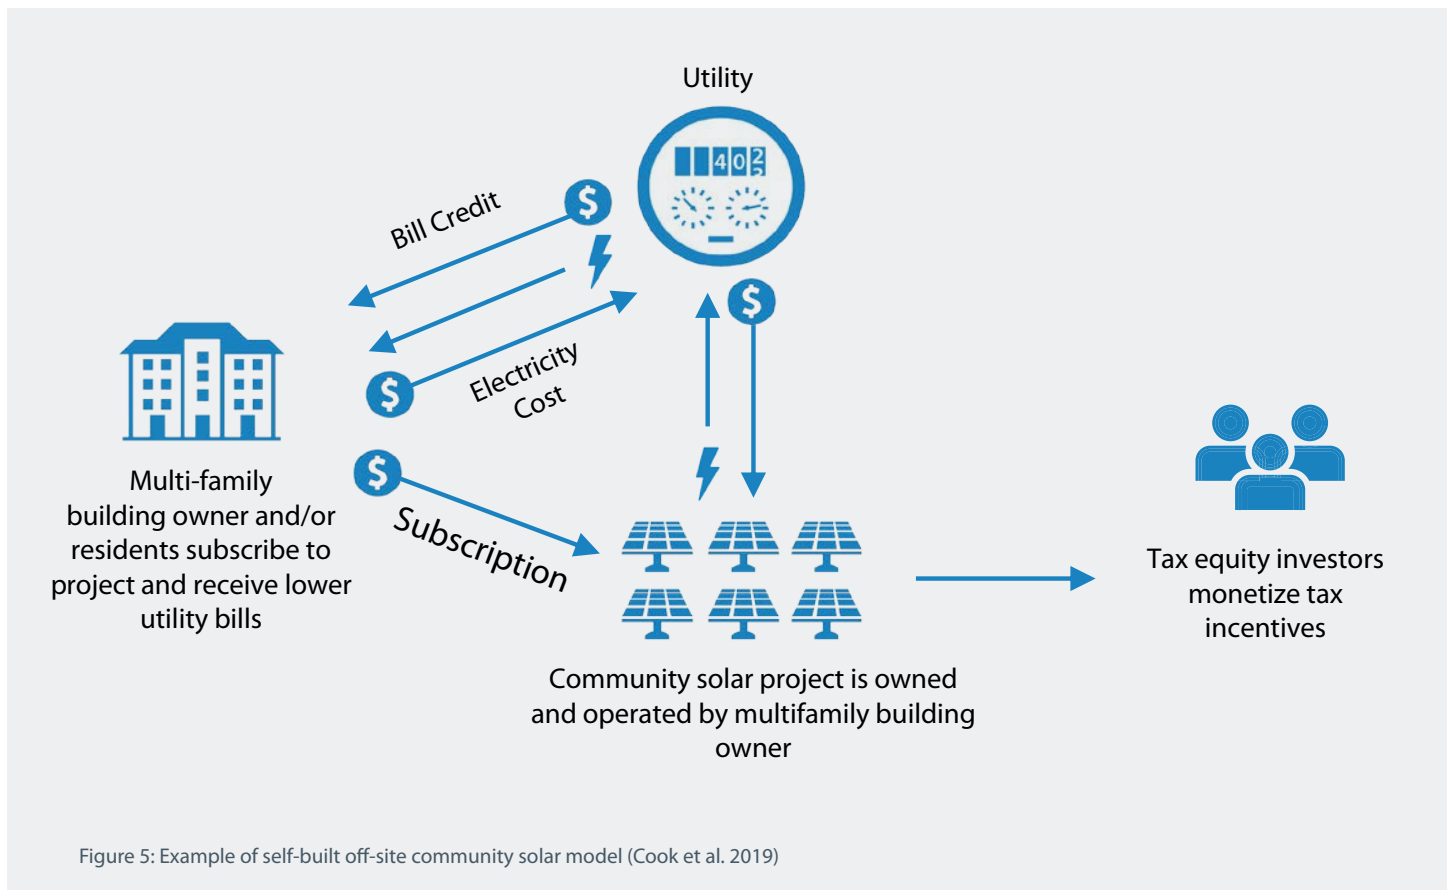 Utility
402
3
$
Bill Credit
$
$
Electricity
Cost
$
Subscription
Multi-family
building owner and/or
residents subscribe to
project and receive lower
utility bills
Tax equity investors
monetize tax
incentives
Community solar project is owned
and operated by multifamily building
owner
Figure 5: Example of self-built off-site community solar model (Cook et al. 2019)